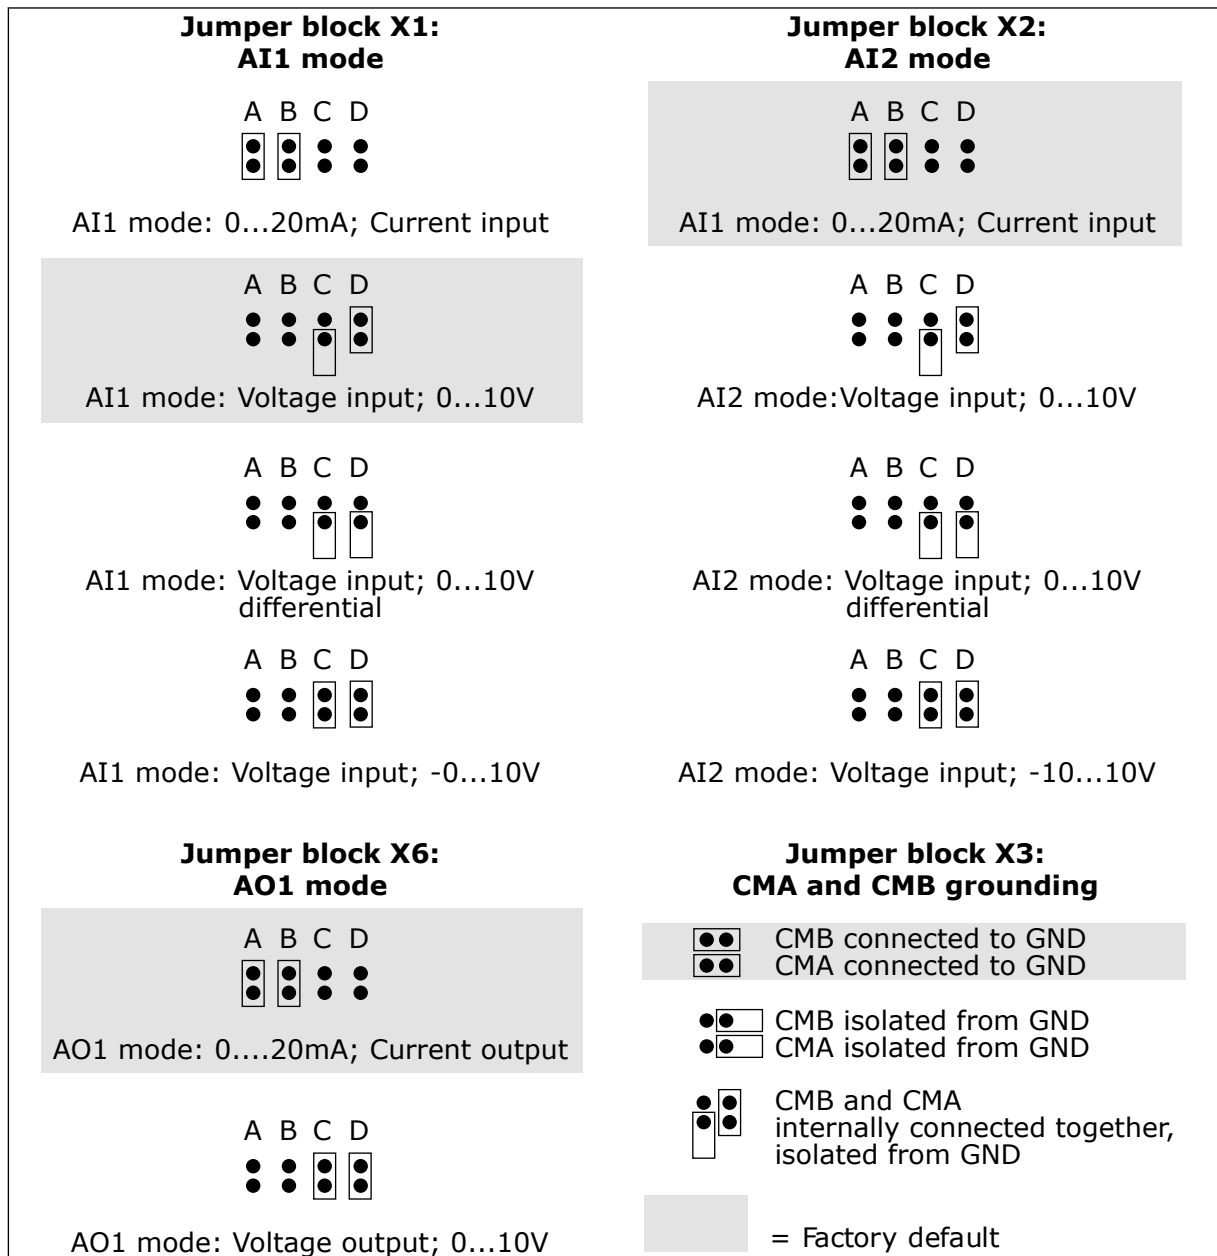 Jumper block X1:
AI1 mode
A B C D
AI1 mode: 0...20mA; Current input
A B C D
AI1 mode: Voltage input; 0...10V
A B C D
AI1 mode: Voltage input; 0...10V
differential
A B C D
AI1 mode: Voltage input; -0...10V
Jumper block X2:
AI2 mode
A B C D
AI1 mode: 0...20mA; Current input
A B C D
AI2 mode:Voltage input; 0...10V
A B C D
AI2 mode: Voltage input; 0...10V
differential
A B C D
AI2 mode: Voltage input; -10...10V
Jumper block X6:
AO1 mode
A B C D
AO1 mode: 0....20mA; Current output
A B C D
AO1 mode: Voltage output; 0...10V
Jumper block X3:
CMA and CMB grounding
CMB connected to GND
CMA connected to GND
CMB isolated from GND
CMA isolated from GND
CMB and CMA
internally connected together,
isolated from GND
= Factory default